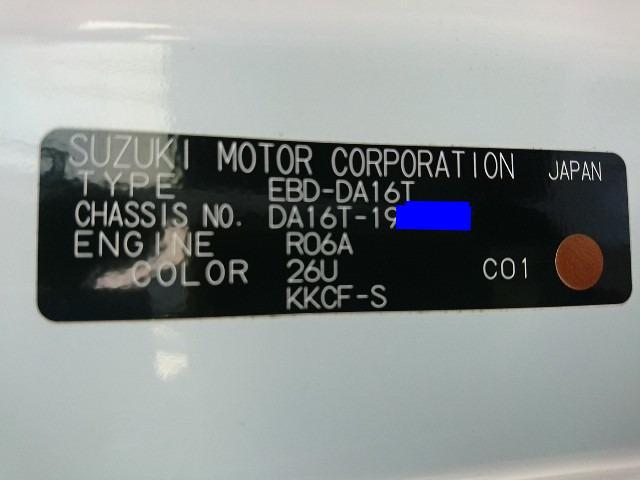 SUZUKI MOTOR CORPORATION JAPAN
TYPE EBD-DA16T
CHASSIS NO. DA16T-19
ENGINE R06A
COLOR 26U C01
KKCF-S